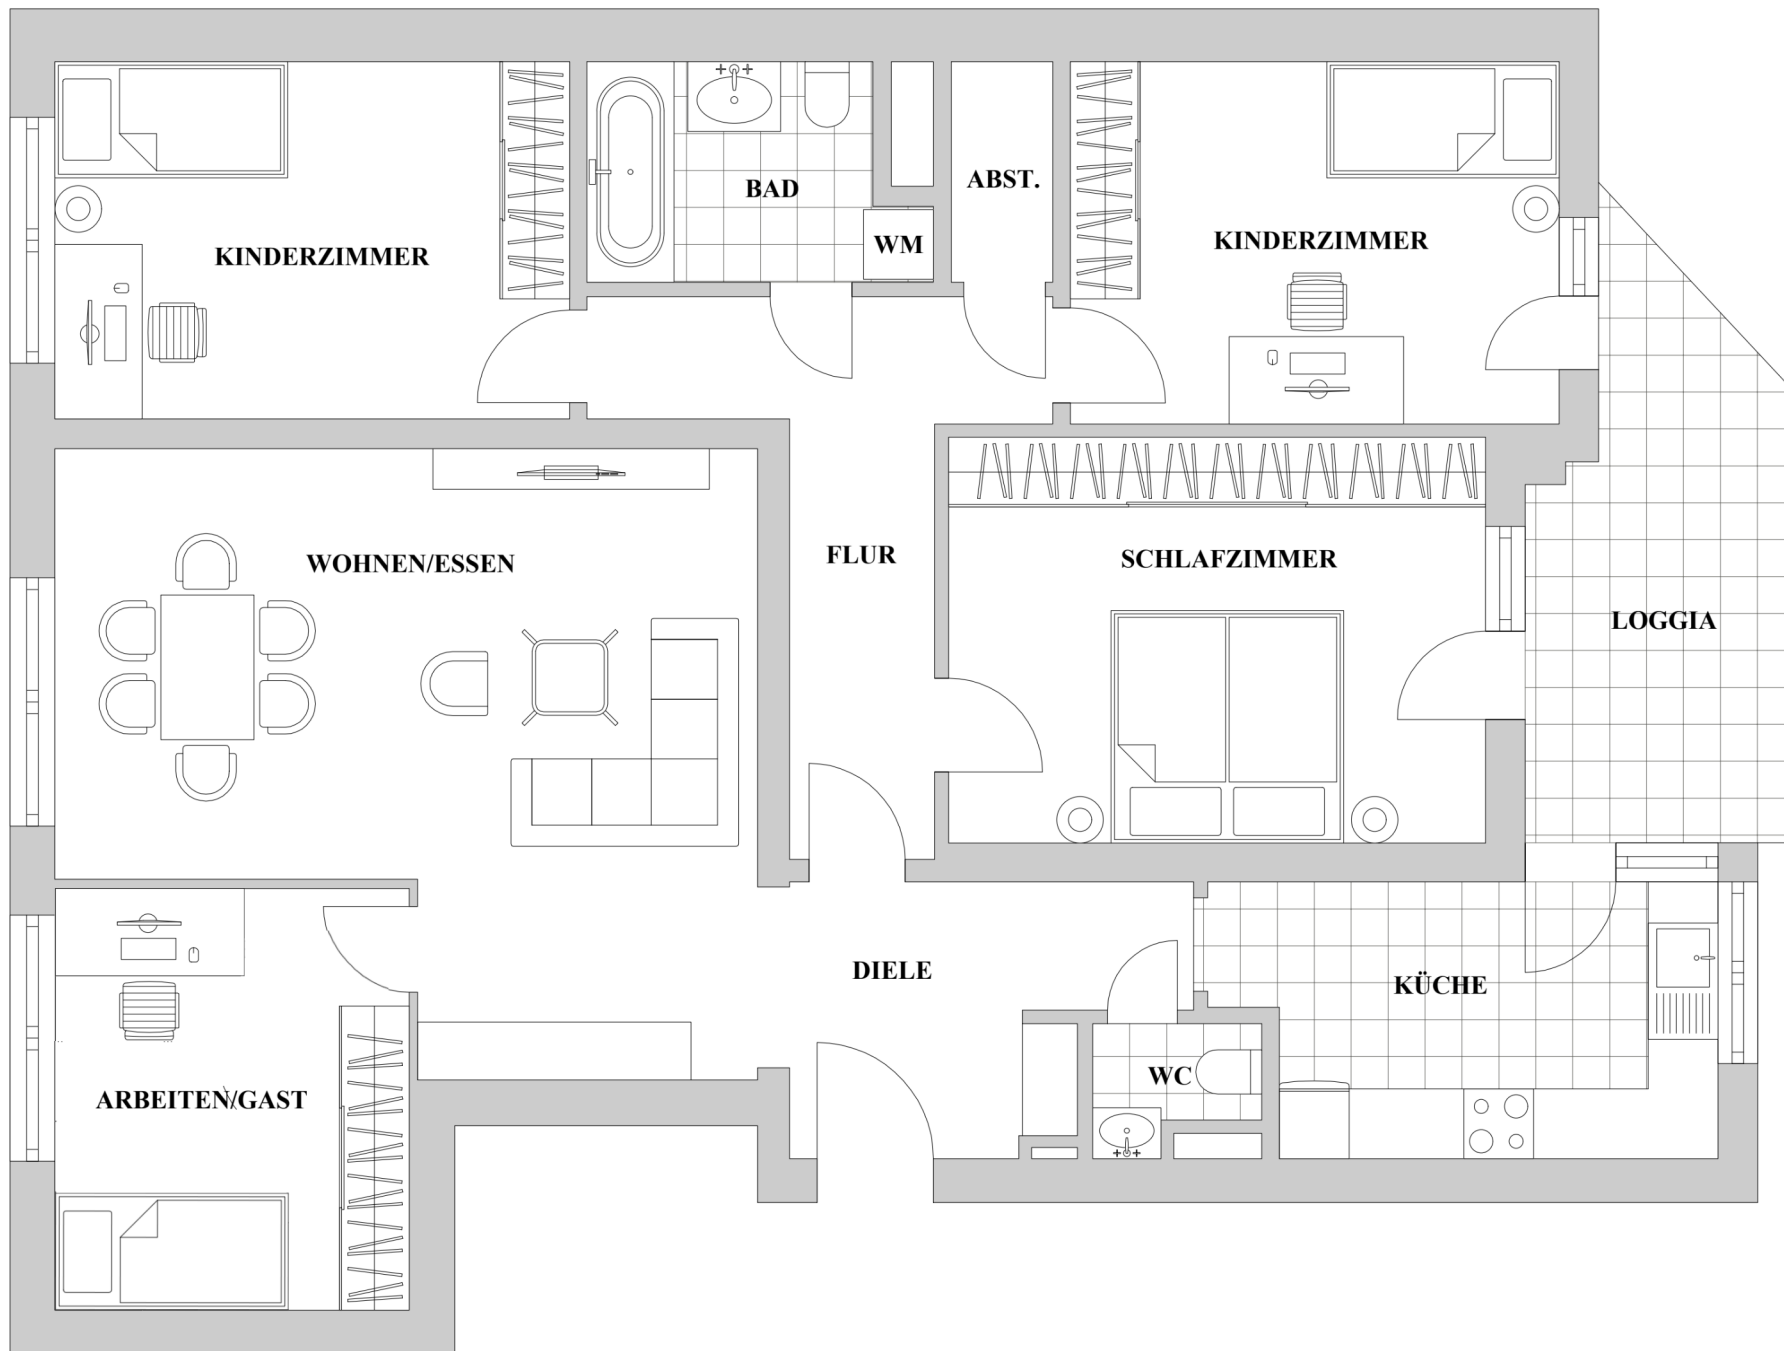 BAD
ABST.
WM
KINDERZIMMER
KINDERZIMMER
WOHNEN/ESSEN
FLUR
SCHLAFZIMMER
LOGGIA
DIELE
KÜCHE
WC
ARBEITEN/GAST